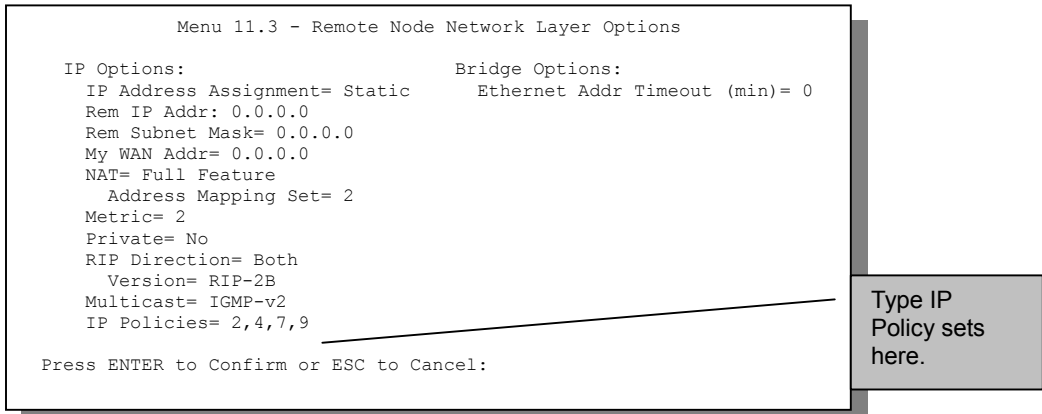 Menu 11.3 - Remote Node Network Layer Options
IP Options: Bridge Options:
IP Address Assignment= Static Ethernet Addr Timeout (min)= 0
Rem IP Addr: 0.0.0.0
Rem Subnet Mask= 0.0.0.0
My WAN Addr= 0.0.0.0
NAT= Full Feature
Address Mapping Set= 2
Metric= 2
Private= No
RIP Direction= Both
Version= RIP-2B
Multicast= IGMP-v2
IP Policies= 2,4,7,9
Press ENTER to Confirm or ESC to Cancel:
Type IP
Policy sets
here.